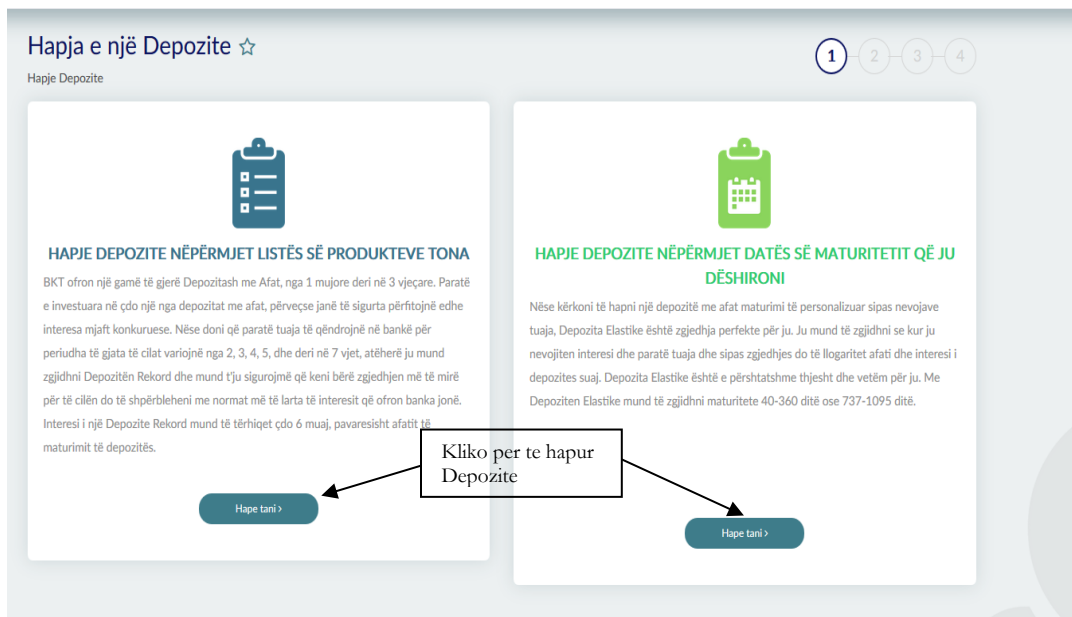 Hapja e një Depozite
Hapje Depozite
1 2 3 4
HAPJE DEPOZITE NËPËRMJET LISTËS SË PRODUKTEVE TONA
BKT ofron një gamë të gjerë Depozitash me Afat, nga 1 mujore deri në 3 vjeçare. Paratë
e investuara në çdo një nga depozitat me afat, përveçse janë të sigurta përfitojnë edhe
interesa mjaft konkuruese. Nëse doni që paratë tuaja të qëndrojnë në bankë për
periudha të gjata të cilat variojnë nga 2, 3, 4, 5, dhe deri në 7 vjet, atëherë ju mund
zgjidhni Depozitën Rekord dhe mund t'ju sigurojmë që keni bërë zgjedhjen më të mirë
për të cilën do të shpërbleheni me normat më të larta të interesit që ofron banka jonë.
Interesi i një Depozite Rekord mund të tërhiqet çdo 6 muaj, pavaresisht afatit të
maturimit të depozitës.
Hape tani >
HAPJE DEPOZITE NËPËRMJET DATËS SË MATURITETIT QË JU
DËSHIRONI
Nëse kërkoni të hapni një depozitë me afat maturimi të personalizuar sipas nevojave
tuaja, Depozita Elastike është zgjedhja perfekte për ju. Ju mund të zgjidhni se kur ju
nevojiten interesi dhe paratë tuaja dhe sipas zgjedhjes do të llogaritet afati dhe interesi i
depozites suaj. Depozita Elastike është e përshtatshme thjesht dhe vetëm për ju. Me
Depoziten Elastike mund të zgjidhni maturitete 40-360 ditë ose 737-1095 ditë.
Hape tani >
Kliko per te hapur
Depozite